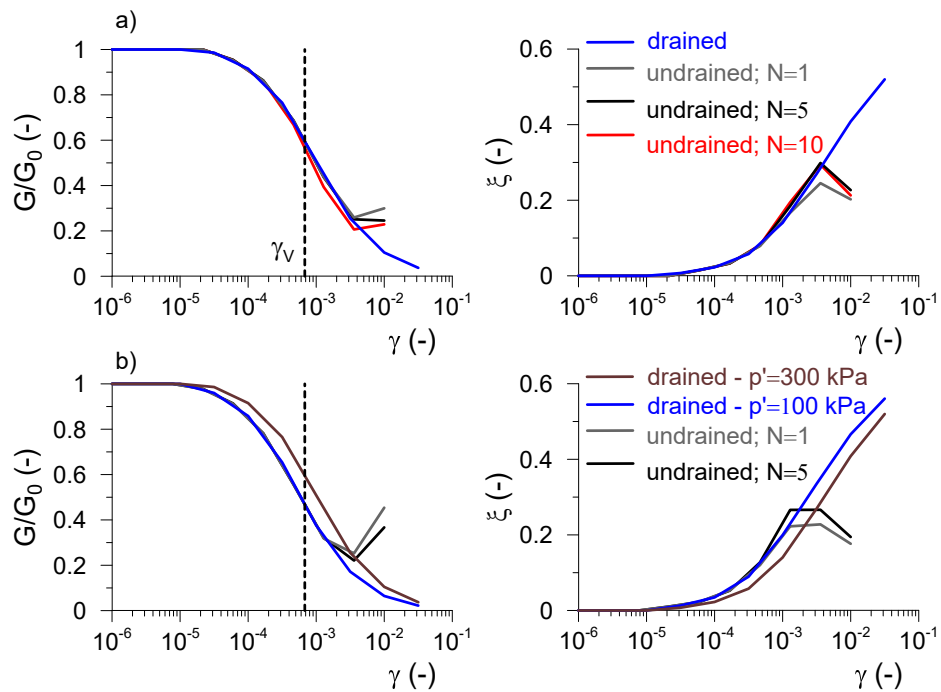 a)
G/G0 (-)
1
0.8
0.6
0.4
0.2
0
γV
10-6
10-5
10-4
10-3
10-2
10-1
γ (-)
ξ (-)
0.6
0.4
0.2
0
drained
undrained; N=1
undrained; N=5
undrained; N=10
10-6
10-5
10-4
10-3
10-2
10-1
γ (-)
b)
G/G0 (-)
1
0.8
0.6
0.4
0.2
0
10-6
10-5
10-4
10-3
10-2
10-1
γ (-)
ξ (-)
0.6
0.4
0.2
0
drained - p'=300 kPa
drained - p'=100 kPa
undrained; N=1
undrained; N=5
10-6
10-5
10-4
10-3
10-2
10-1
γ (-)